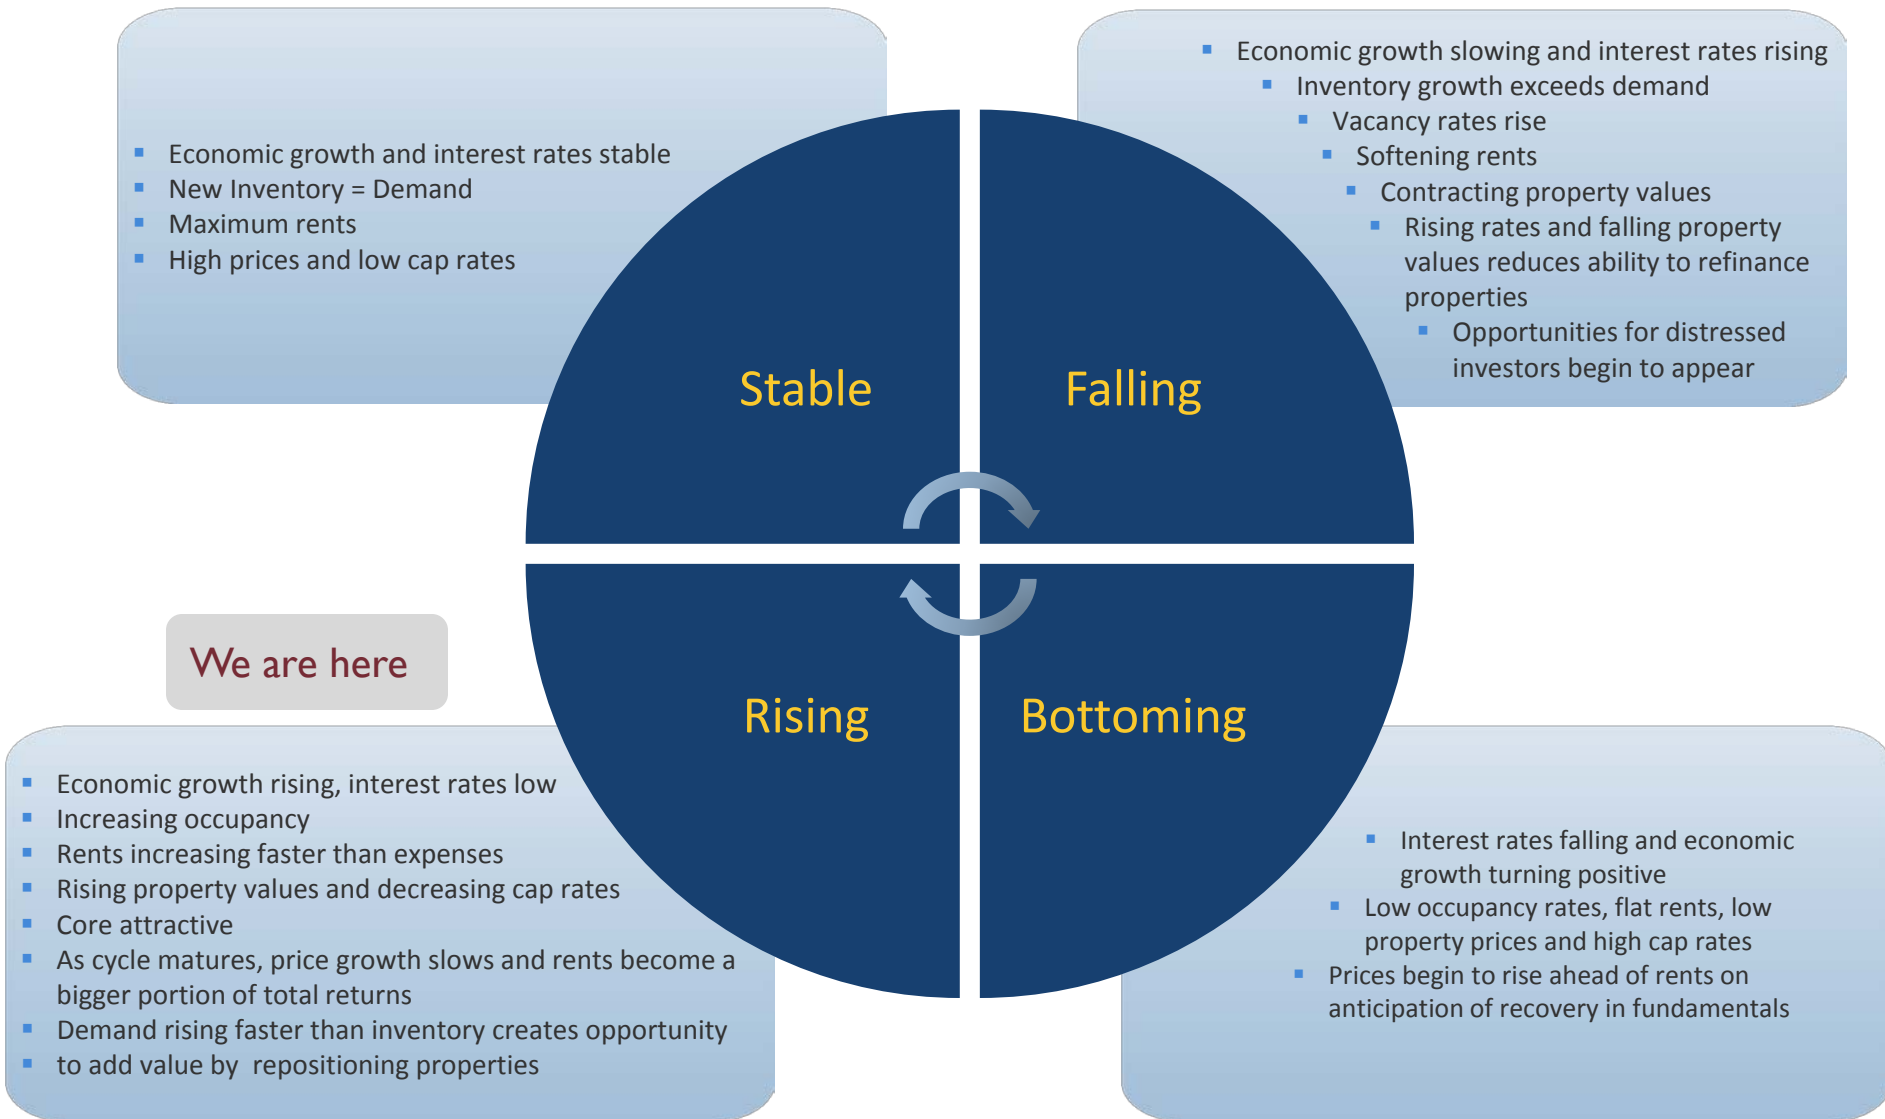 ▪ Economic growth and interest rates stable
▪ New Inventory = Demand
▪ Maximum rents
▪ High prices and low cap rates
▪ Economic growth slowing and interest rates rising
▪ Inventory growth exceeds demand
▪ Vacancy rates rise
▪ Softening rents
▪ Contracting property values
▪ Rising rates and falling property
values reduces ability to refinance
properties
▪ Opportunities for distressed
investors begin to appear
Stable
Falling
We are here
Rising
Bottoming
▪ Economic growth rising, interest rates low
▪ Increasing occupancy
▪ Rents increasing faster than expenses
▪ Rising property values and decreasing cap rates
▪ Core attractive
▪ As cycle matures, price growth slows and rents become a
bigger portion of total returns
▪ Demand rising faster than inventory creates opportunity
▪ to add value by  repositioning properties
▪ Interest rates falling and economic
growth turning positive
▪ Low occupancy rates, flat rents, low
property prices and high cap rates
▪ Prices begin to rise ahead of rents on
anticipation of recovery in fundamentals